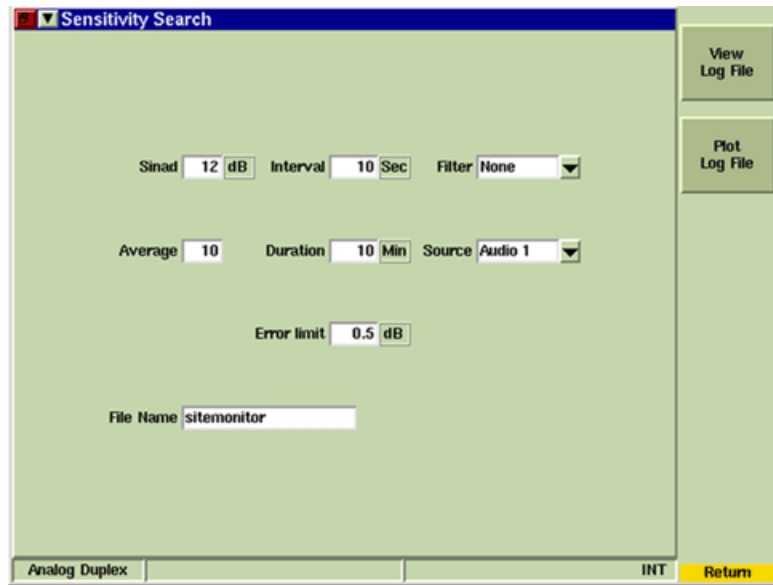 Sensitivity Search
View
Log File
Plot
Log File
Sinad 12 dB Interval 10 Sec Filter None
Average 10 Duration 10 Min Source Audio 1
Error limit 0.5 dB
File Name sitemonitor
Analog Duplex INT Return